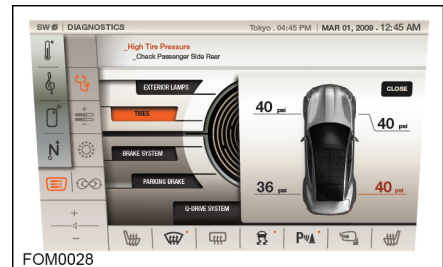 SW DIAGNOSTICS Tokyo . 04:45 PM | MAR 01, 2009 - 12:45 AM
_High Tire Pressure
_Check Passenger Side Rear
CLOSE
EXTERIOR LAMPS
TIRES
BRAKE SYSTEM
PARKING BRAKE
Q-DRIVE SYSTEM
40 psi
40 psi
36 psi
40 psi
N
+
-
P
FOM0028